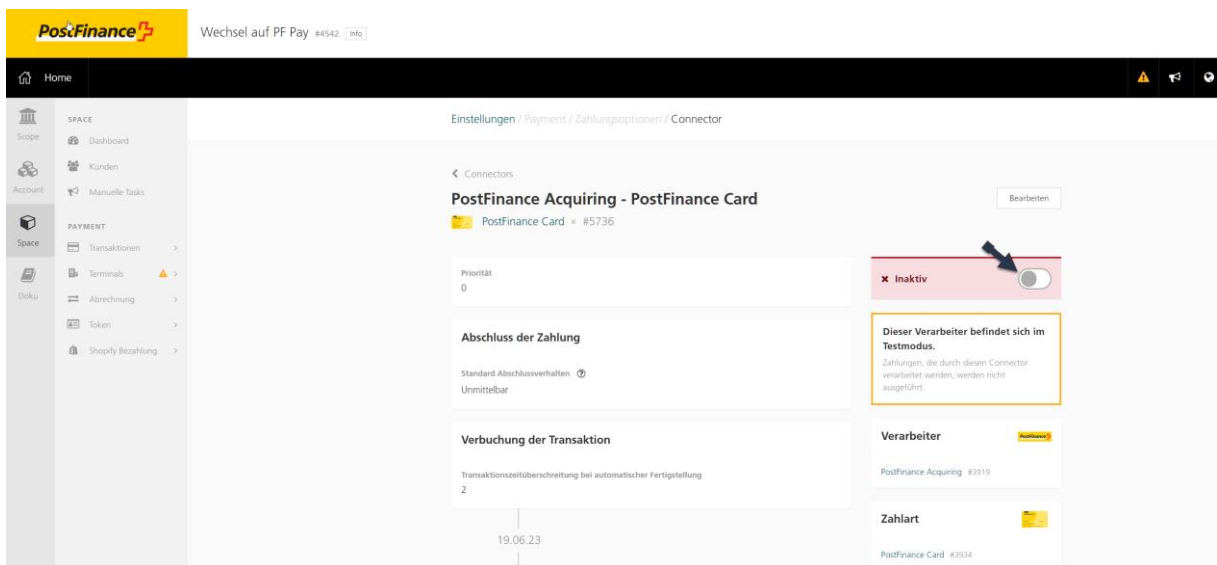 PostFinance
Wechsel auf PF Pay #4542 Info
Home
Scope
Account
Space
Doku
SPACE
Dashboard
Kunden
Manuelle Tasks
PAYMENT
Transaktionen
Terminals
Abrechnung
Token
Shopify Bezahlung
Einstellungen / Payment / Zahlungsoptionen / Connector
Connectors
PostFinance Acquiring - PostFinance Card
PostFinance Card #5736
Bearbeiten
Priorität
0
Abschluss der Zahlung
Standard Abschlussverhalten
Unmittelbar
Verbuchung der Transaktion
Transaktionszeitüberschreitung bei automatischer Fertigstellung
2
19.06.23
Inaktiv
Dieser Verarbeiter befindet sich im
Testmodus.
Zahlungen, die durch diesen Connector
verarbeitet werden, werden nicht
ausgeführt.
Verarbeiter
PostFinance
PostFinance Acquiring #3919
Zahlart
PostFinance Card #3934